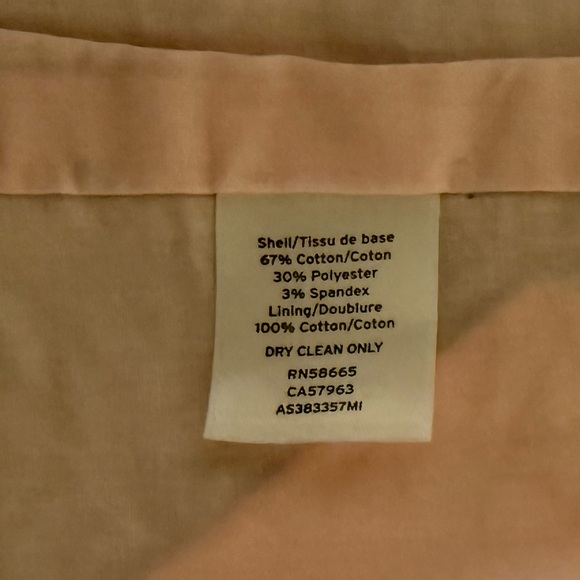 Shell/Tissu de base
67% Cotton/Coton
30% Polyester
3% Spandex
Lining/Doublure
100% Cotton/Coton
DRY CLEAN ONLY
RN58665
CA57963
AS383357MI